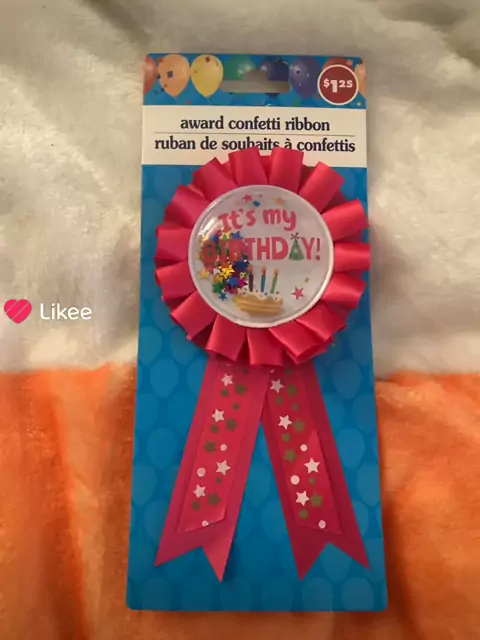 $1.25
award confetti ribbon
ruban de souhaits à confettis
It's my
BIRTHDAY!
Likee